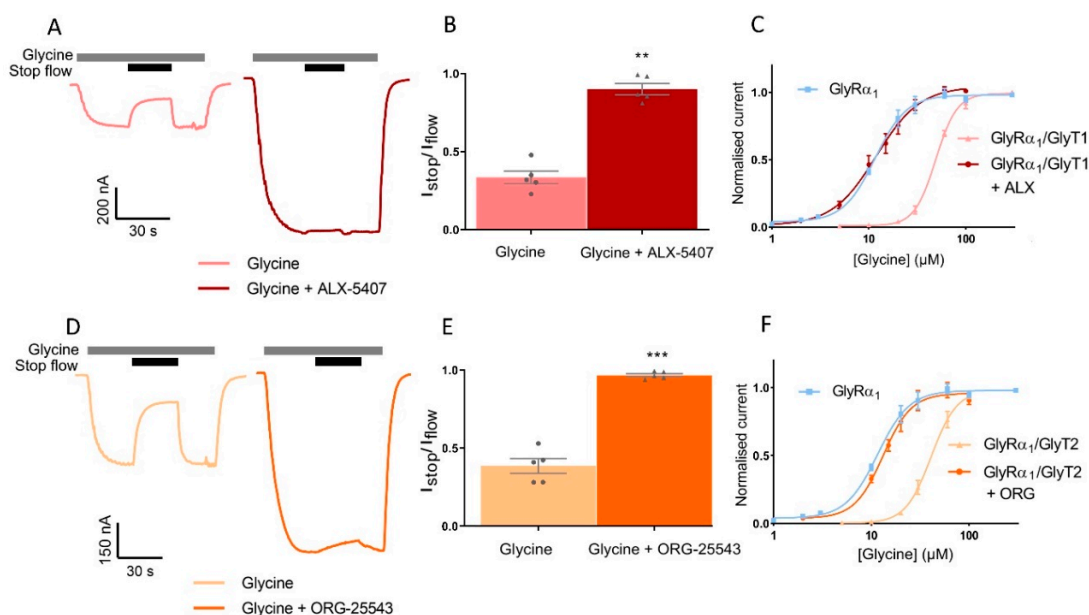 A
Glycine
Stop flow
200 nA
30 s
Glycine
Glycine + ALX-5407
B
**
Istop/ Iflow
1.0
0.5
0.0
Glycine
Glycine + ALX-5407
C
GlyRα1
GlyRα1/GlyT1
GlyRα1/GlyT1
+ ALX
Normalised current
1.0
0.5
0.0
1
10
100
[Glycine] (µM)
D
Glycine
Stop flow
150 nA
30 s
Glycine
Glycine + ORG-25543
E
***
Istop/ Iflow
1.0
0.5
0.0
Glycine
Glycine + ORG-25543
F
GlyRα1
GlyRα1/GlyT2
GlyRα1/GlyT2
+ ORG
Normalised current
1.0
0.5
0.0
1
10
100
[Glycine] (µM)